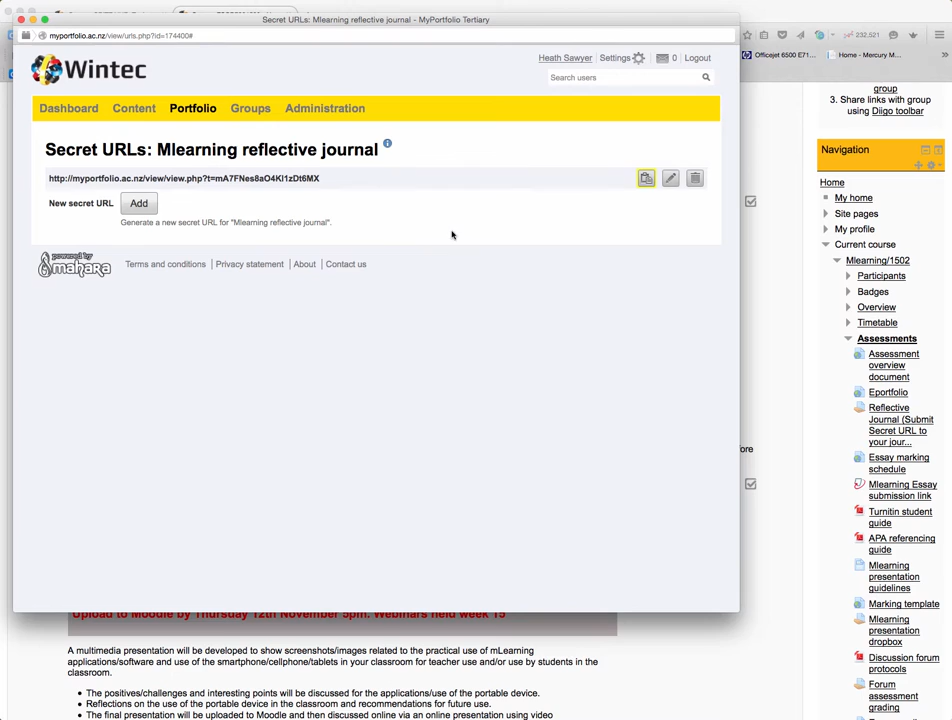 Secret URLs: Mlearning reflective journal - MyPortfolio Tertiary
myportfolio.ac.nz/view/urls.php?id=174400#
232,521
Officejet 6500 E71...
Home - Mercury M...
Wintec
Heath Sawyer
Settings
0
Logout
Search users
Dashboard
Content
Portfolio
Groups
Administration
Secret URLs: Mlearning reflective journal
http://myportfolio.ac.nz/view/view.php?t=mA7FNes8aO4KI1zDt6MX
New secret URL
Add
Generate a new secret URL for "Mlearning reflective journal".
powered by
mahara
Terms and conditions
Privacy statement
About
Contact us
group
3. Share links with group
using Diigo toolbar
Navigation
Home
My home
Site pages
My profile
Current course
Mlearning/1502
Participants
Badges
Overview
Timetable
Assessments
Assessment
overview
document
Eportfolio
Reflective
Journal (Submit
Secret URL to
your jour...
Essay marking
schedule
Mlearning Essay
submission link
Turnitin student
guide
APA referencing
guide
Mlearning
presentation
guidelines
Marking template
Mlearning
presentation
dropbox
Discussion forum
protocols
Forum
assessment
grading
ore
Upload to Moodle by Thursday 12th November 5pm. Webinars held week 15
A multimedia presentation will be developed to show screenshots/images related to the practical use of mLearning
applications/software and use of the smartphone/cellphone/tablets in your classroom for teacher use and/or use by students in the
classroom.
The positives/challenges and interesting points will be discussed for the applications/use of the portable device.
Reflections on the use of the portable device in the classroom and recommendations for future use.
The final presentation will be uploaded to Moodle and then discussed online via an online presentation using video